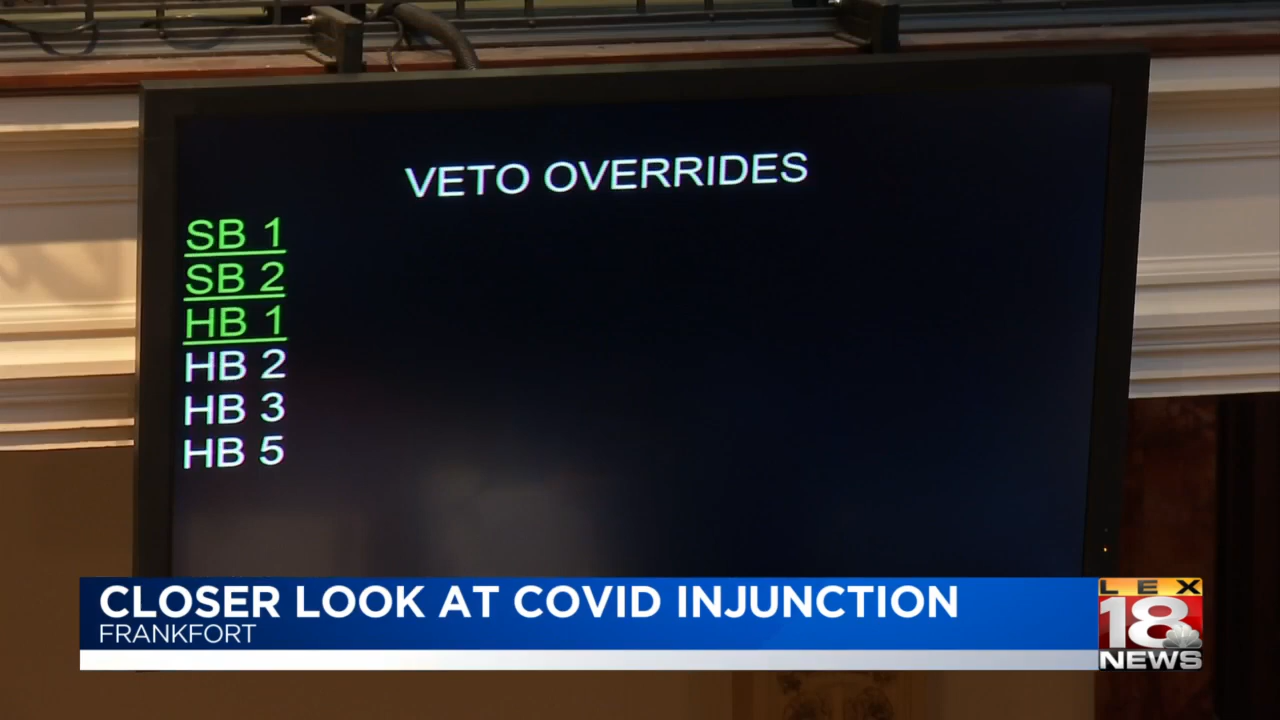 VETO OVERRIDES
SB 1
SB 2
HB 1
HB 2
HB 3
HB 5
CLOSER LOOK AT COVID INJUNCTION
FRANKFORT
LEX
18
NEWS